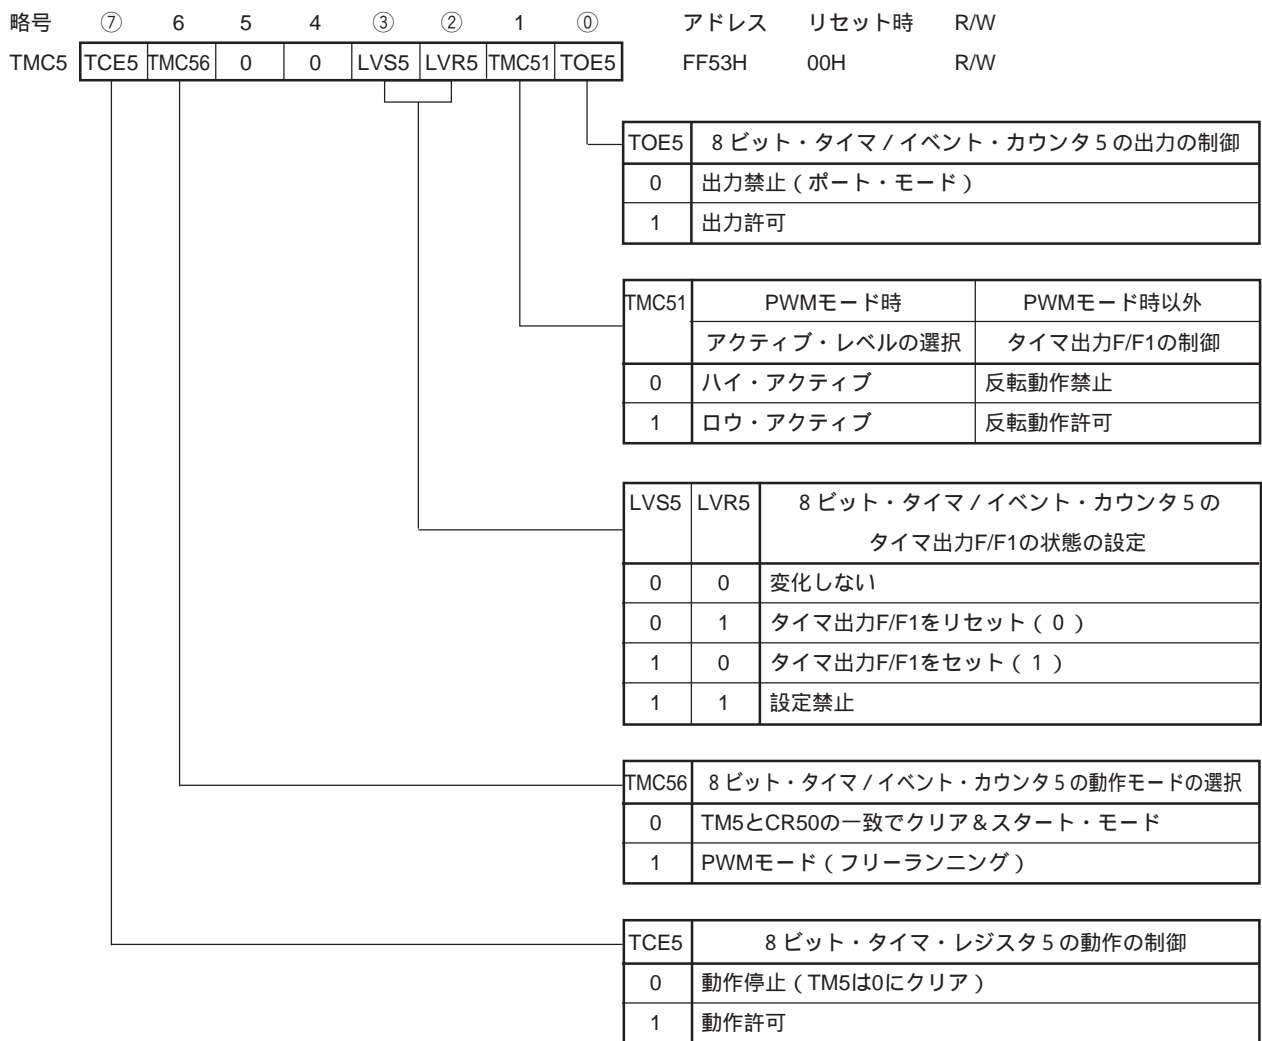 略号 ⑦ 6 5 4 ③ ② 1 ⓪ アドレス リセット時 R/W
TMC5 TCE5 TMC56 0 0 LVS5 LVR5 TMC51 TOE5 FF53H 00H R/W
TOE5 8ビット・タイマ／イベント・カウンタ5の出力の制御
0 出力禁止（ポート・モード）
1 出力許可
TMC51 PWMモード時 PWMモード時以外
アクティブ・レベルの選択 タイマ出力F/F1の制御
0 ハイ・アクティブ 反転動作禁止
1 ロウ・アクティブ 反転動作許可
LVS5 LVR5 8ビット・タイマ／イベント・カウンタ5の
タイマ出力F/F1の状態の設定
0 0 変化しない
0 1 タイマ出力F/F1をリセット（0）
1 0 タイマ出力F/F1をセット（1）
1 1 設定禁止
TMC56 8ビット・タイマ／イベント・カウンタ5の動作モードの選択
0 TM5とCR50の一致でクリア＆スタート・モード
1 PWMモード（フリーランニング）
TCE5 8ビット・タイマ・レジスタ5の動作の制御
0 動作停止（TM5は0にクリア）
1 動作許可